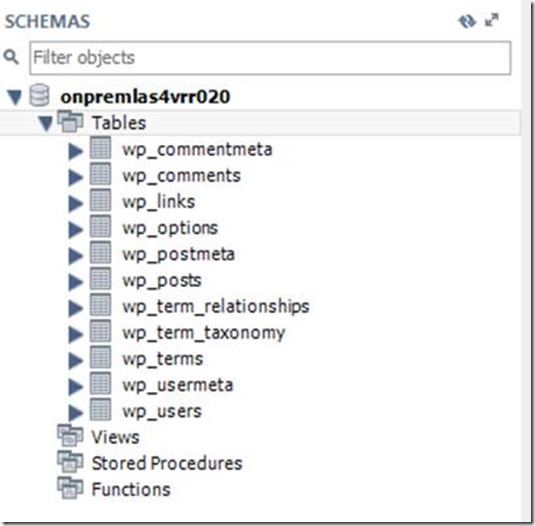 SCHEMAS
Filter objects
onpremlas4vrr020
Tables
wp_commentmeta
wp_comments
wp_links
wp_options
wp_postmeta
wp_posts
wp_term_relationships
wp_term_taxonomy
wp_terms
wp_usermeta
wp_users
Views
Stored Procedures
Functions